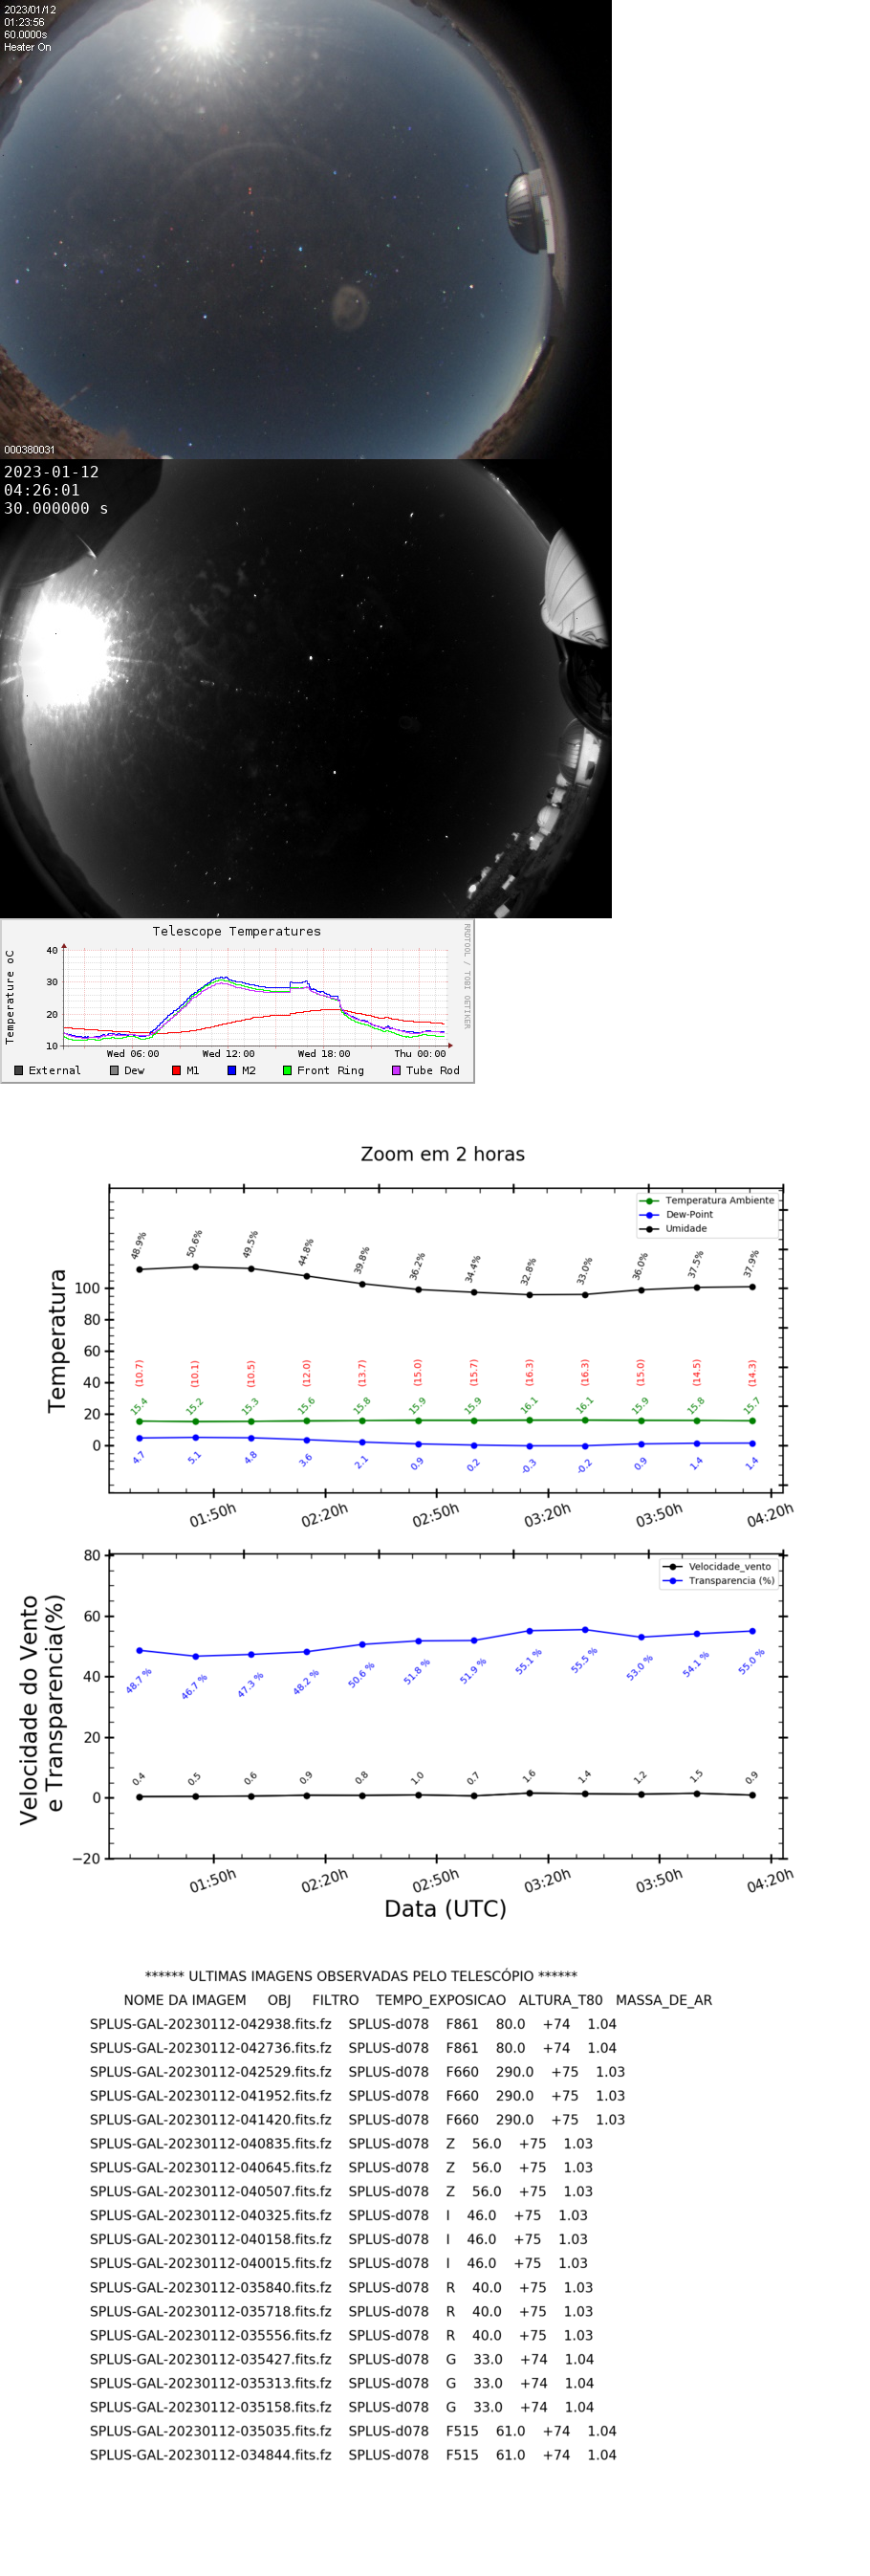 2023/01/12
01:23:56
60.0000s
Heater On
000380031
2023-01-12
04:26:01
30.000000 s
Telescope Temperatures
RRDTOOL / TOBI OETIKER
Temperature oC
40
30
20
10
Wed 06:00 Wed 12:00 Wed 18:00 Thu 00:00
External Dew M1 M2 Front Ring Tube Rod
Zoom em 2 horas
Temperatura Ambiente
Dew-Point
Umidade
Temperatura
100
80
60
40
20
0
48.9% 50.6% 49.5% 44.8% 39.8% 36.2% 34.4% 32.8% 33.0% 36.0% 37.5% 37.9%
(10.7) (10.1) (10.5) (12.0) (13.7) (15.0) (15.7) (16.3) (16.3) (15.0) (14.5) (14.3)
15.4 15.2 15.3 15.6 15.8 15.9 15.9 16.1 16.1 15.9 15.8 15.7
4.7 5.1 4.8 3.6 2.1 0.9 0.2 -0.3 -0.2 0.9 1.4 1.4
01:50h 02:20h 02:50h 03:20h 03:50h 04:20h
Velocidade_vento
Transparencia (%)
Velocidade do Vento
e Transparencia(%)
80
60
40
20
0
−20
48.7 % 46.7 % 47.3 % 48.2 % 50.6 % 51.8 % 51.9 % 55.1 % 55.5 % 53.0 % 54.1 % 55.0 %
0.4 0.5 0.6 0.9 0.8 1.0 0.7 1.6 1.4 1.2 1.5 0.9
01:50h 02:20h 02:50h 03:20h 03:50h 04:20h
Data (UTC)
****** ULTIMAS IMAGENS OBSERVADAS PELO TELESCÓPIO ******
NOME DA IMAGEM OBJ FILTRO TEMPO_EXPOSICAO ALTURA_T80 MASSA_DE_AR
SPLUS-GAL-20230112-042938.fits.fz SPLUS-d078 F861 80.0 +74 1.04
SPLUS-GAL-20230112-042736.fits.fz SPLUS-d078 F861 80.0 +74 1.04
SPLUS-GAL-20230112-042529.fits.fz SPLUS-d078 F660 290.0 +75 1.03
SPLUS-GAL-20230112-041952.fits.fz SPLUS-d078 F660 290.0 +75 1.03
SPLUS-GAL-20230112-041420.fits.fz SPLUS-d078 F660 290.0 +75 1.03
SPLUS-GAL-20230112-040835.fits.fz SPLUS-d078 Z 56.0 +75 1.03
SPLUS-GAL-20230112-040645.fits.fz SPLUS-d078 Z 56.0 +75 1.03
SPLUS-GAL-20230112-040507.fits.fz SPLUS-d078 Z 56.0 +75 1.03
SPLUS-GAL-20230112-040325.fits.fz SPLUS-d078 I 46.0 +75 1.03
SPLUS-GAL-20230112-040158.fits.fz SPLUS-d078 I 46.0 +75 1.03
SPLUS-GAL-20230112-040015.fits.fz SPLUS-d078 I 46.0 +75 1.03
SPLUS-GAL-20230112-035840.fits.fz SPLUS-d078 R 40.0 +75 1.03
SPLUS-GAL-20230112-035718.fits.fz SPLUS-d078 R 40.0 +75 1.03
SPLUS-GAL-20230112-035556.fits.fz SPLUS-d078 R 40.0 +75 1.03
SPLUS-GAL-20230112-035427.fits.fz SPLUS-d078 G 33.0 +74 1.04
SPLUS-GAL-20230112-035313.fits.fz SPLUS-d078 G 33.0 +74 1.04
SPLUS-GAL-20230112-035158.fits.fz SPLUS-d078 G 33.0 +74 1.04
SPLUS-GAL-20230112-035035.fits.fz SPLUS-d078 F515 61.0 +74 1.04
SPLUS-GAL-20230112-034844.fits.fz SPLUS-d078 F515 61.0 +74 1.04